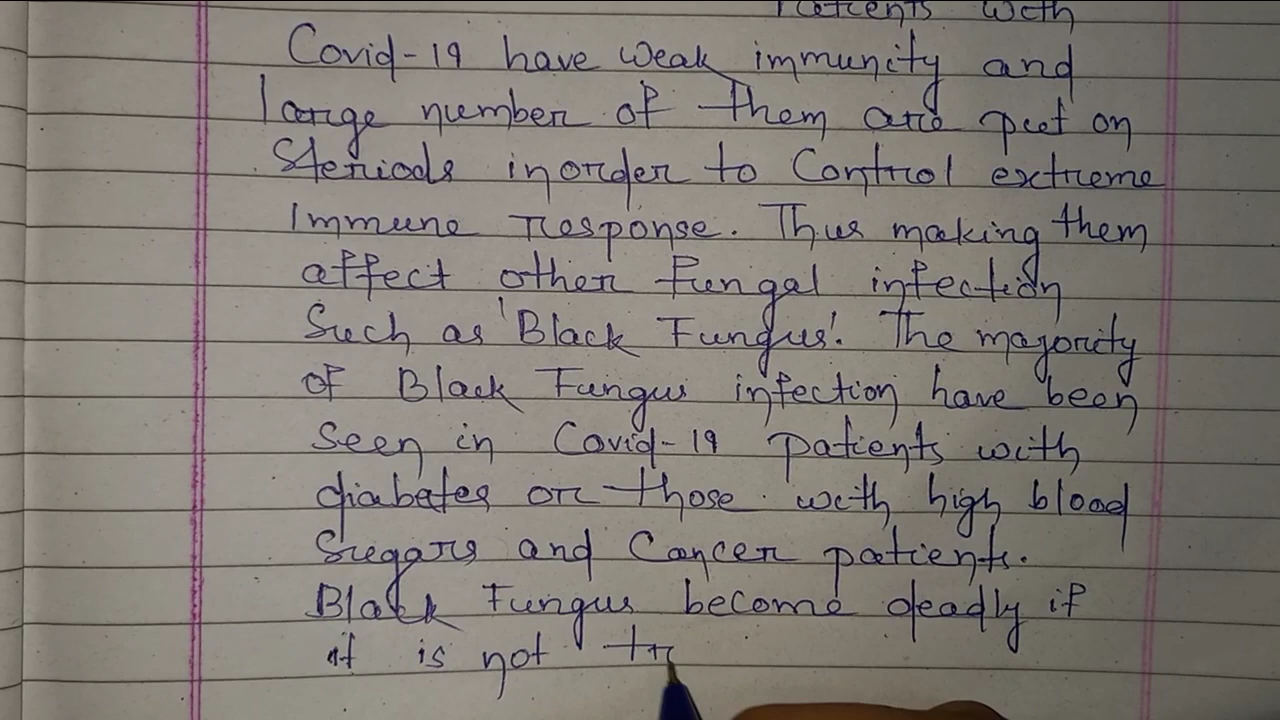 Patients with
Covid-19 have weak immunity and
large number of them are put on
Steriods inorder to Control extreme
immune response. Thus making them
affect other fungal infection
Such as 'Black Fungus'. The majority
of Black Fungus infection have been
seen in Covid-19 patients with
diabetes or those with high blood
Sugars and Cancer patients.
Black Fungus become deadly if
it is not tr